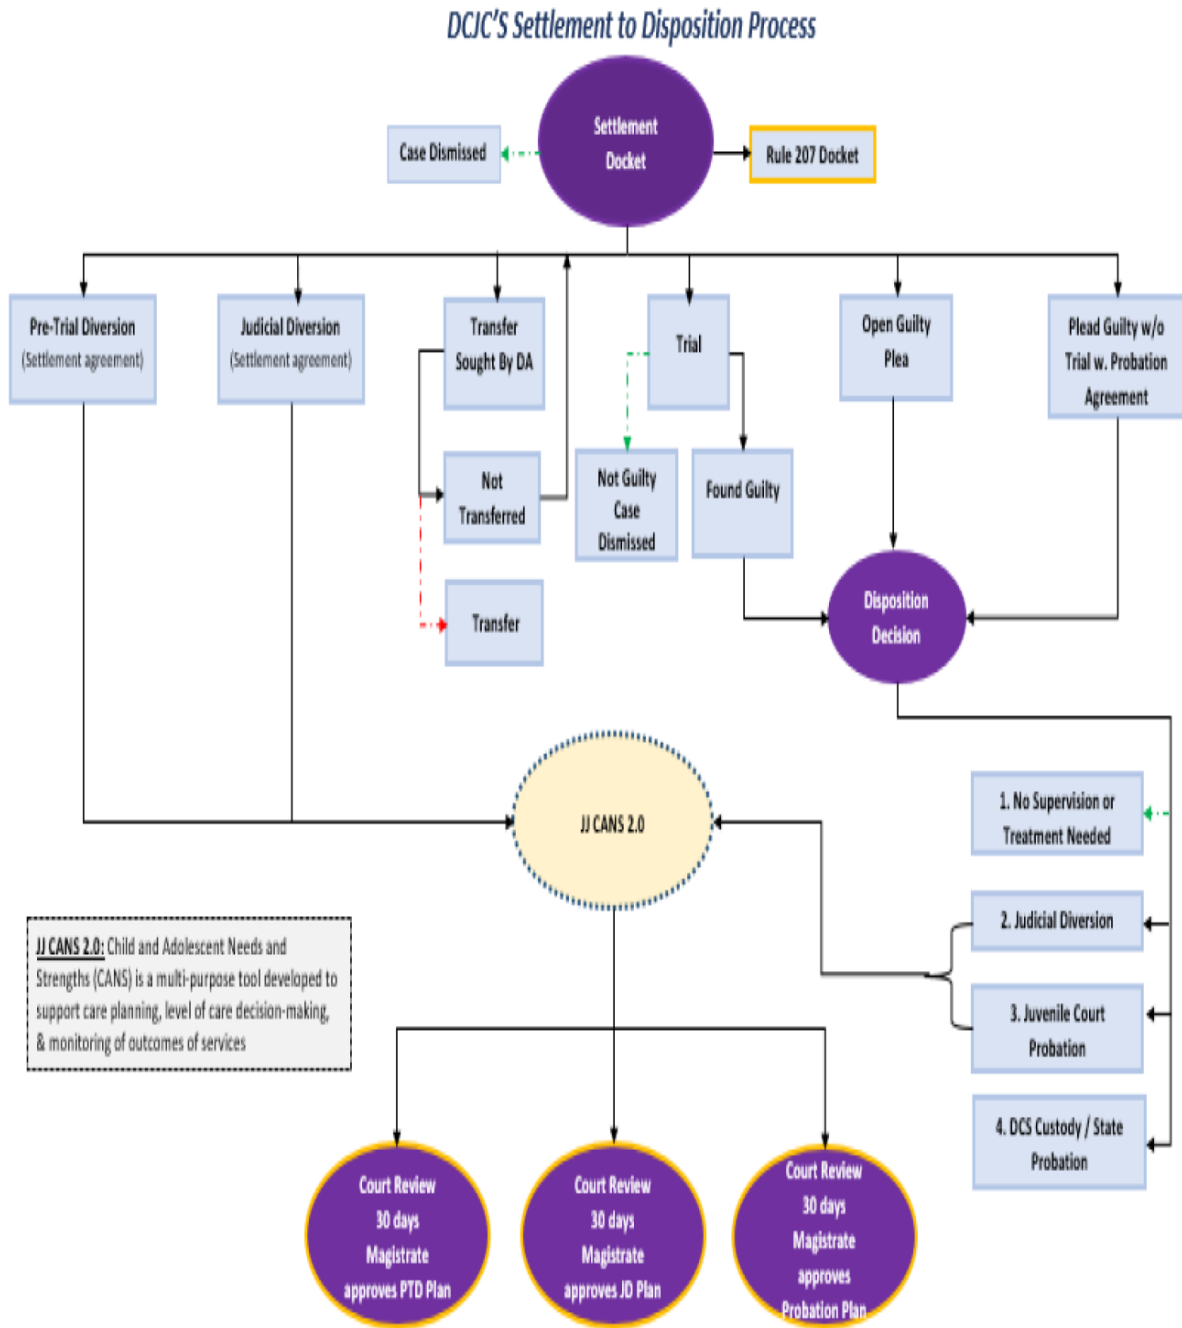 DCJC'S Settlement to Disposition Process
Settlement
Docket
Case Dismissed
Rule 207 Docket
Pre-Trial Diversion
(Settlement agreement)
Judicial Diversion
(Settlement agreement)
Transfer
Sought By DA
Trial
Open Guilty
Plea
Plead Guilty w/o
Trial w. Probation
Agreement
Not
Transferred
Not Guilty
Case
Dismissed
Found Guilty
Transfer
Disposition
Decision
JJ CANS 2.0
1. No Supervision or
Treatment Needed
2. Judicial Diversion
3. Juvenile Court
Probation
4. DCS Custody / State
Probation
JJ CANS 2.0: Child and Adolescent Needs and
Strengths (CANS) is a multi-purpose tool developed to
support care planning, level of care decision-making,
& monitoring of outcomes of services
Court Review
30 days
Magistrate
approves PTD Plan
Court Review
30 days
Magistrate
approves JD Plan
Court Review
30 days
Magistrate
approves
Probation Plan